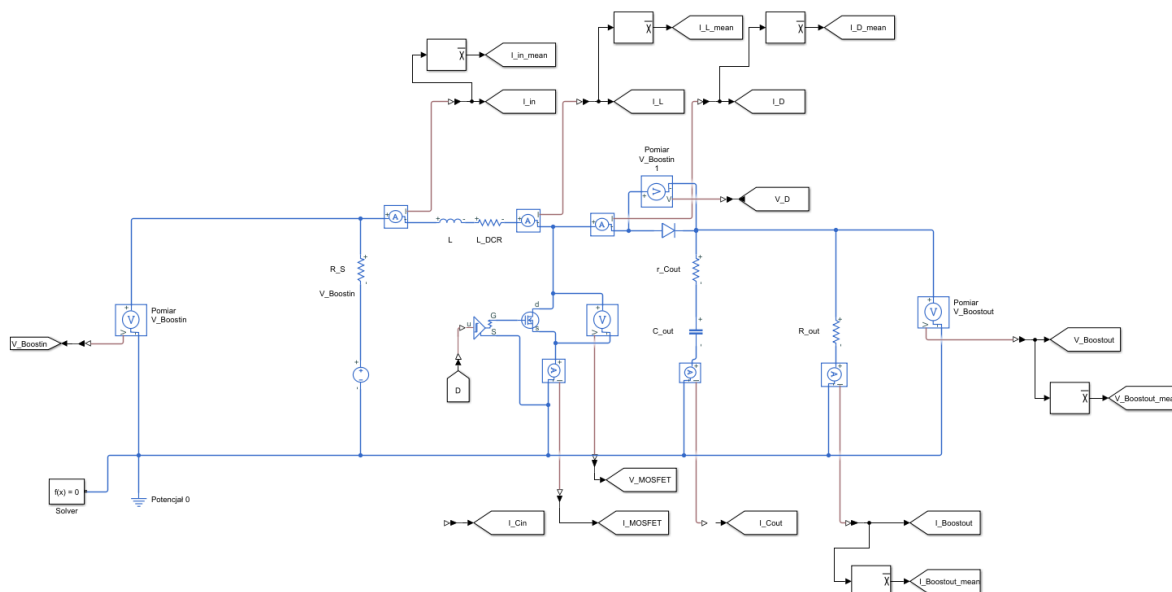 I_L_mean
I_D_mean
I_in_mean
I_in
I_L
I_D
Pomiar
V_Boostin
1
V_D
L
L_DCR
R_S
V_Boostin
r_Cout
Pomiar
V_Boostin
Pomiar
V_Boostout
C_out
R_out
V_Boostin
G
d
S
s
u
D
V_Boostout
V_Boostout_mean
f(x) = 0
Solver
Potencjał 0
V_MOSFET
I_Cin
I_MOSFET
I_Cout
I_Boostout
I_Boostout_mean